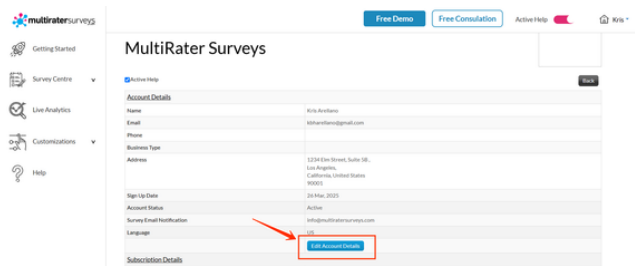 multiratersurveys
Free Demo
Free Consulation
Active Help
Kris
Getting Started
Survey Centre
Live Analytics
Customizations
Help
MultiRater Surveys
Active Help
Back
Account Details
Name Kris Arellano
Email kbharellano@gmail.com
Phone
Business Type
Address 1234 Elm Street, Suite 5B,
Los Angeles,
California, United States
90001
Sign Up Date 26 Mar, 2025
Account Status Active
Survey Email Notification info@multiratersurveys.com
Language US
Edit Account Details
Subscription Details